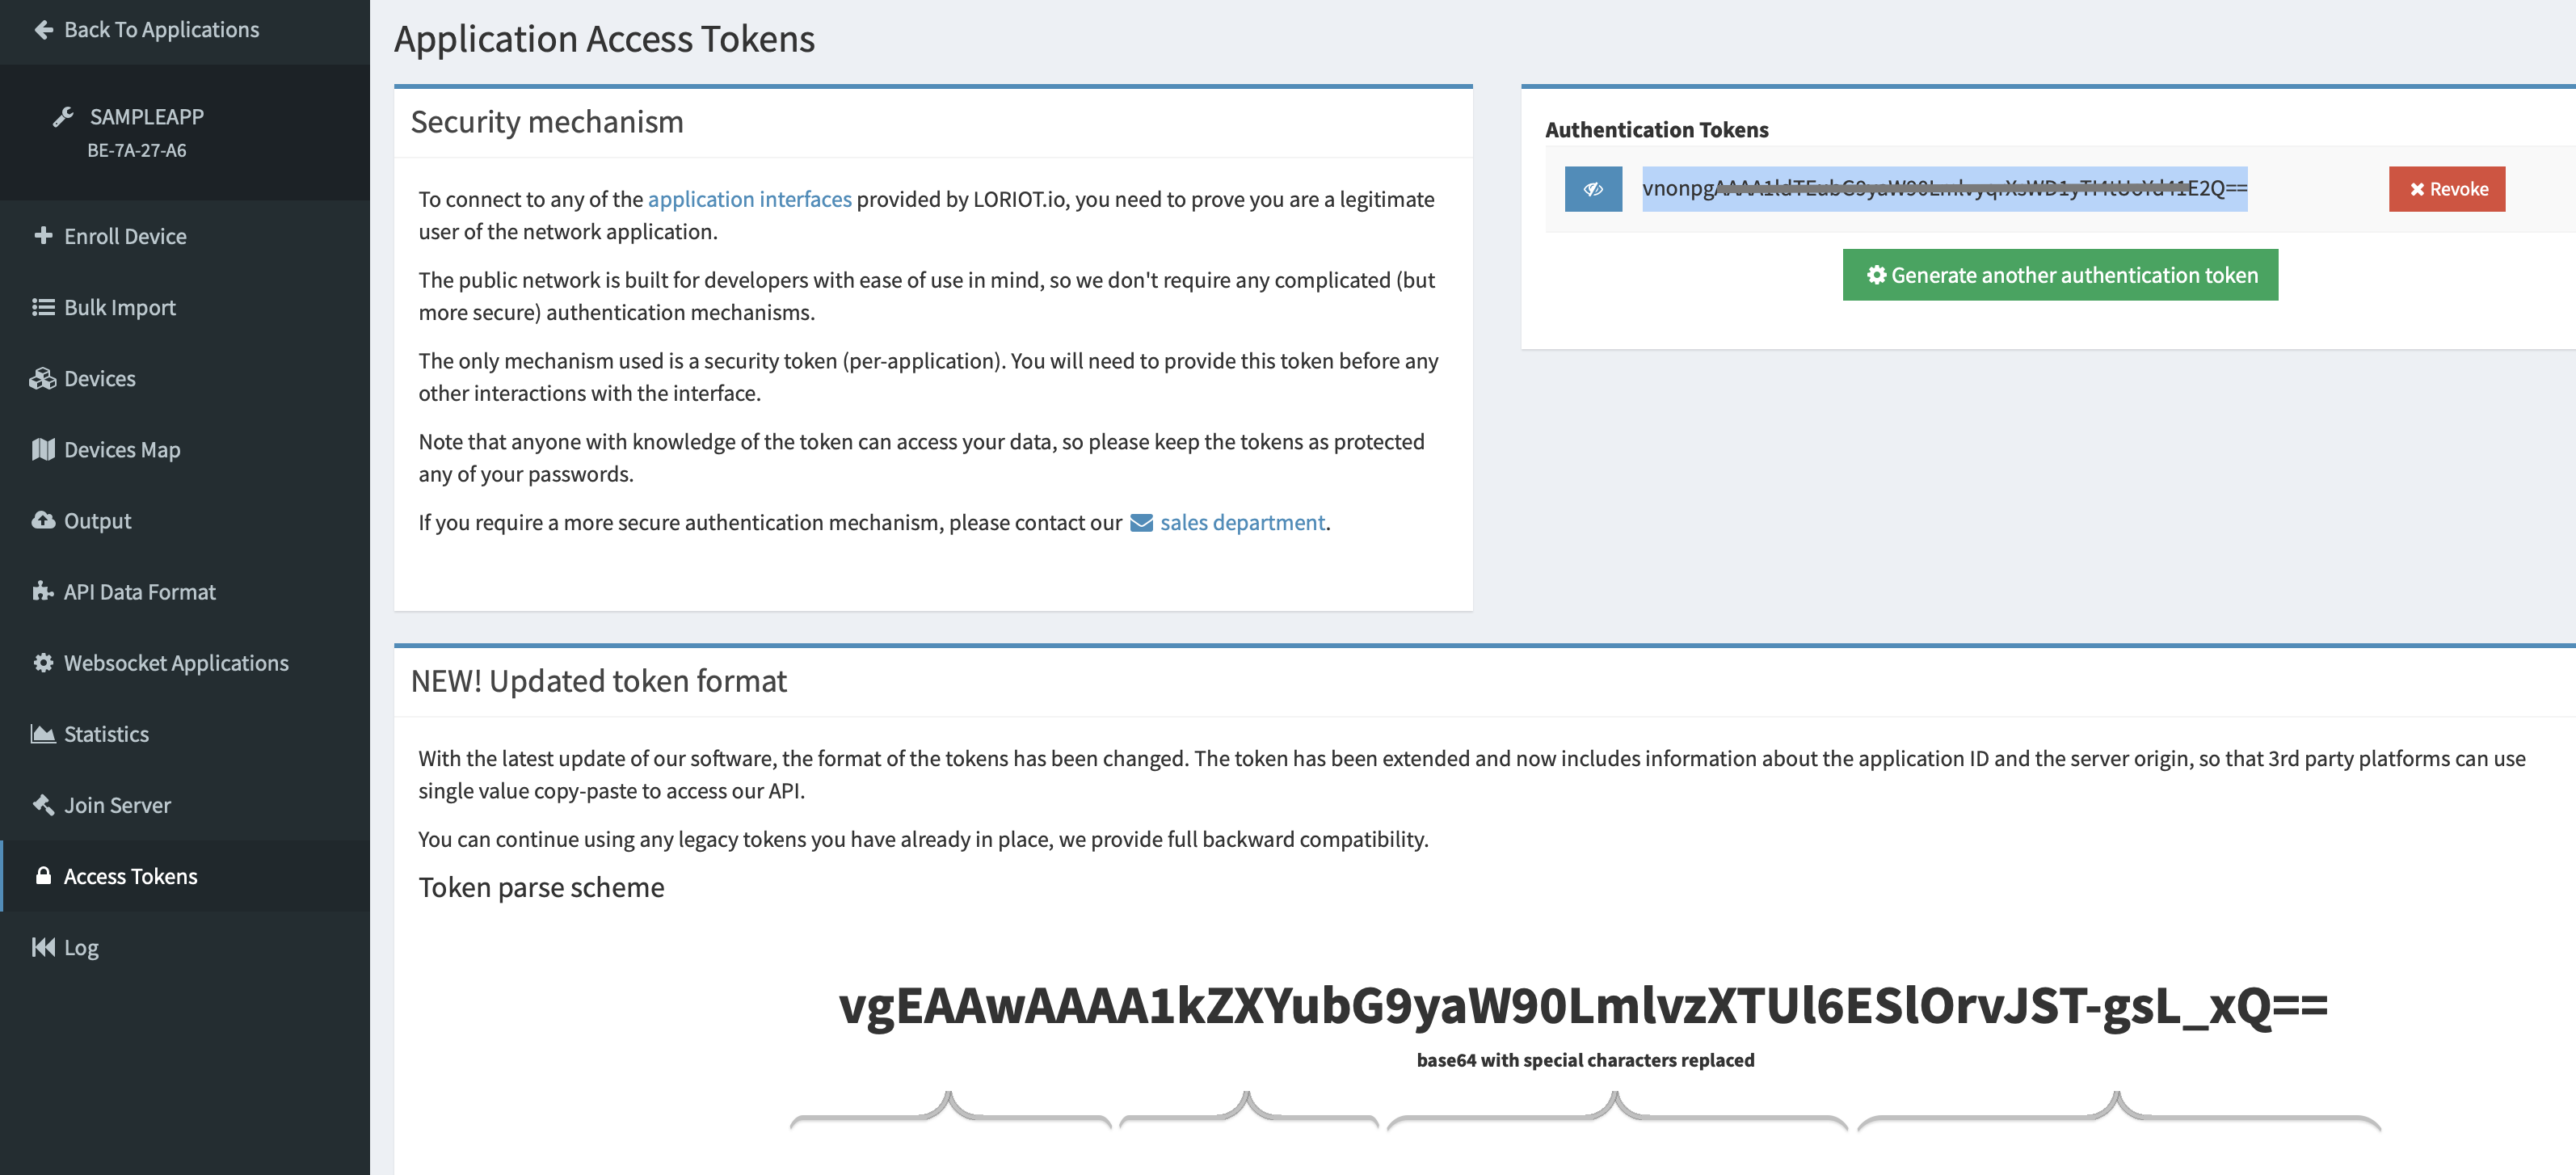 Back To Applications
SAMPLEAPP
BE-7A-27-A6
Enroll Device
Bulk Import
Devices
Devices Map
Output
API Data Format
Websocket Applications
Statistics
Join Server
Access Tokens
Log
Application Access Tokens
Security mechanism
To connect to any of the application interfaces provided by LORIOT.io, you need to prove you are a legitimate
user of the network application.
The public network is built for developers with ease of use in mind, so we don't require any complicated (but
more secure) authentication mechanisms.
The only mechanism used is a security token (per-application). You will need to provide this token before any
other interactions with the interface.
Note that anyone with knowledge of the token can access your data, so please keep the tokens as protected
any of your passwords.
If you require a more secure authentication mechanism, please contact our sales department.
Authentication Tokens
Revoke
Generate another authentication token
NEW! Updated token format
With the latest update of our software, the format of the tokens has been changed. The token has been extended and now includes information about the application ID and the server origin, so that 3rd party platforms can use
single value copy-paste to access our API.
You can continue using any legacy tokens you have already in place, we provide full backward compatibility.
Token parse scheme
vgEAAwAAAA1kZXYubG9yaW90LmlvzXTUl6ESlOrvJST-gsL_xQ==
base64 with special characters replaced